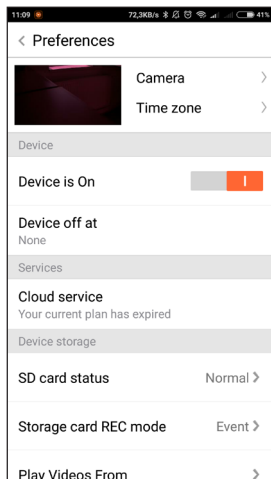 11:09 72,3KB/s 41%
< Preferences
Camera >
Time zone >
Device
Device is On
Device off at
None
Services
Cloud service
Your current plan has expired
Device storage
SD card status Normal >
Storage card REC mode Event >
Play Videos From >